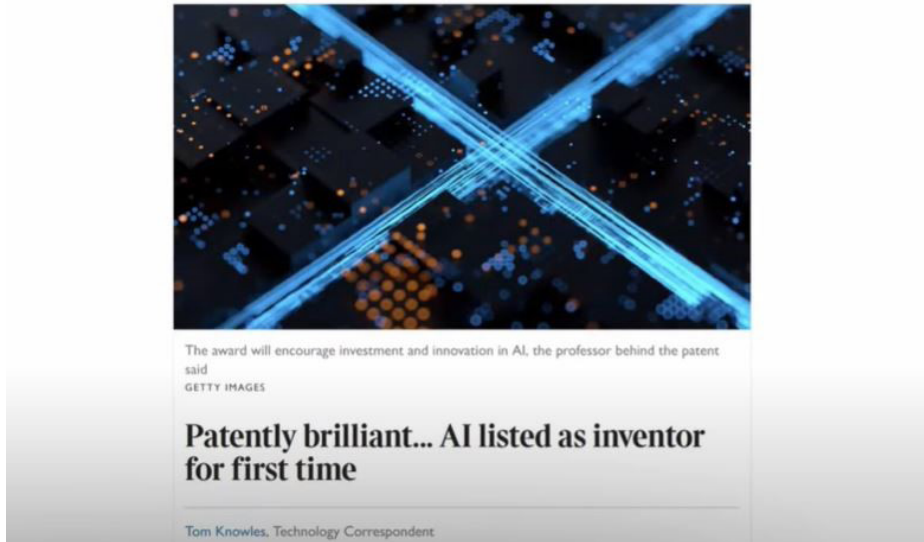 The award will encourage investment and innovation in AI, the professor behind the patent
said
GETTY IMAGES
Patently brilliant... AI listed as inventor
for first time
Tom Knowles, Technology Correspondent